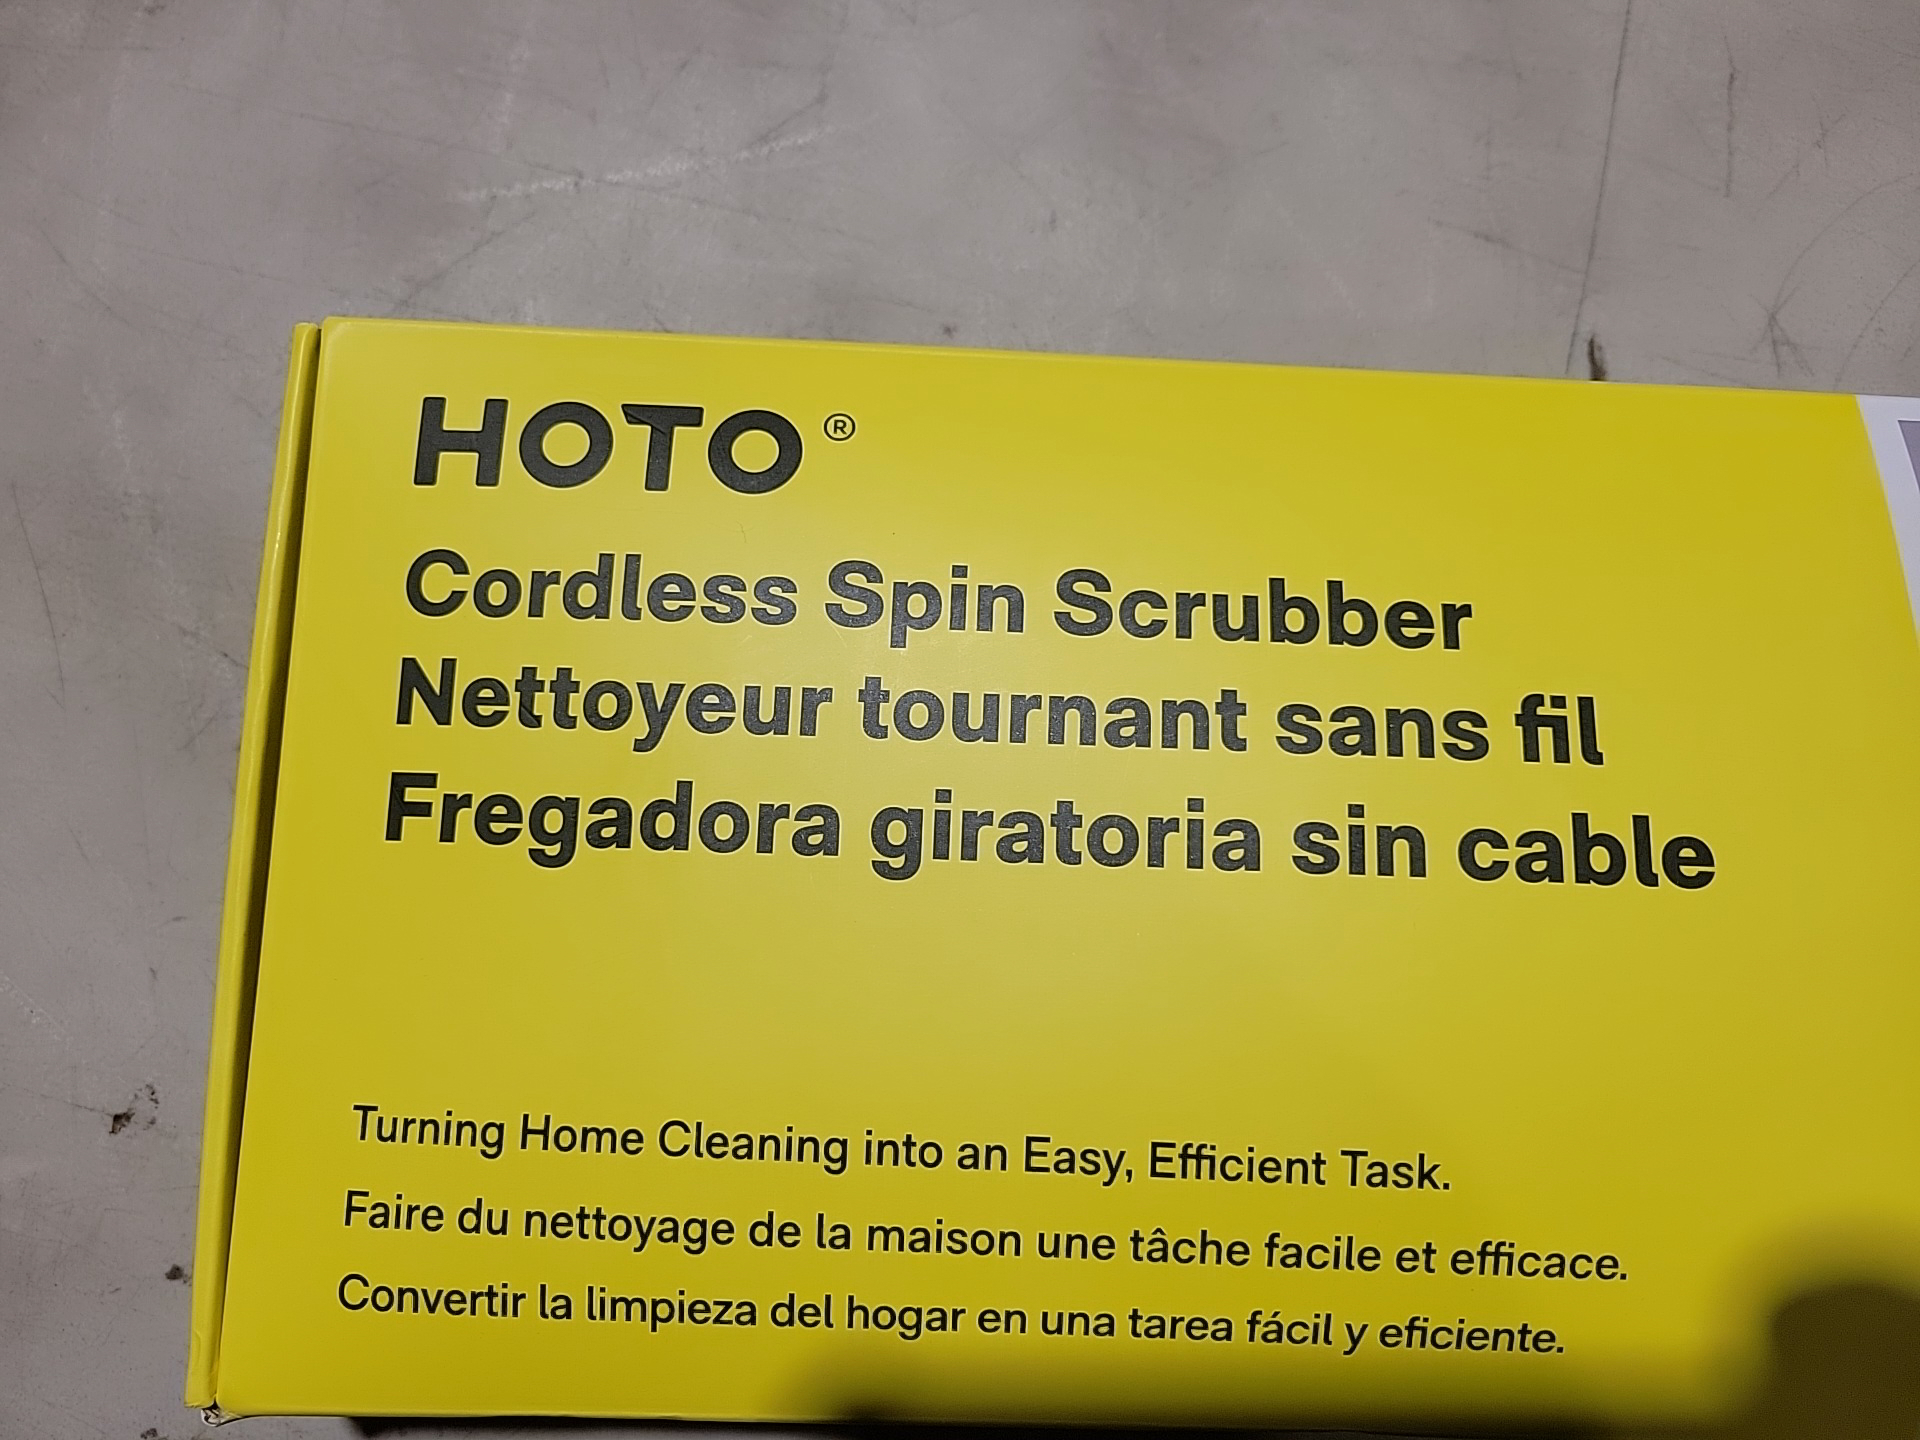 HOTO®
Cordless Spin Scrubber
Nettoyeur tournant sans fil
Fregadora giratoria sin cable
Turning Home Cleaning into an Easy, Efficient Task.
Faire du nettoyage de la maison une tâche facile et efficace.
Convertir la limpieza del hogar en una tarea fácil y eficiente.